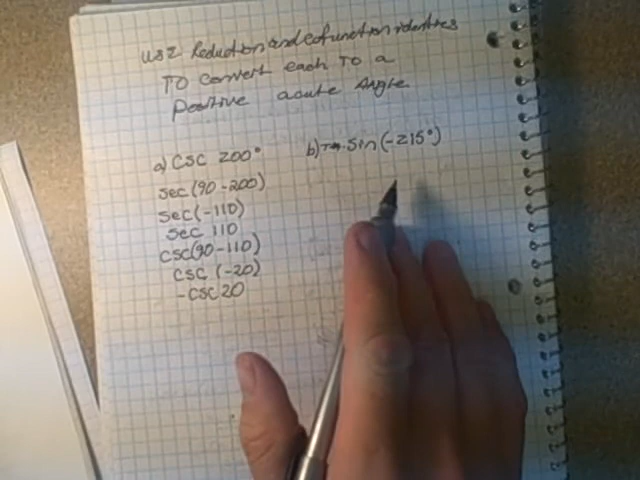 use Reduction and cofunction identities
TO convert each TO a
Positive acute Angle
a) CSC 200°
sec(90-200)
sec(-110)
sec 110
csc(90-110)
csc(-20)
-csc 20
b) sin(-215°)